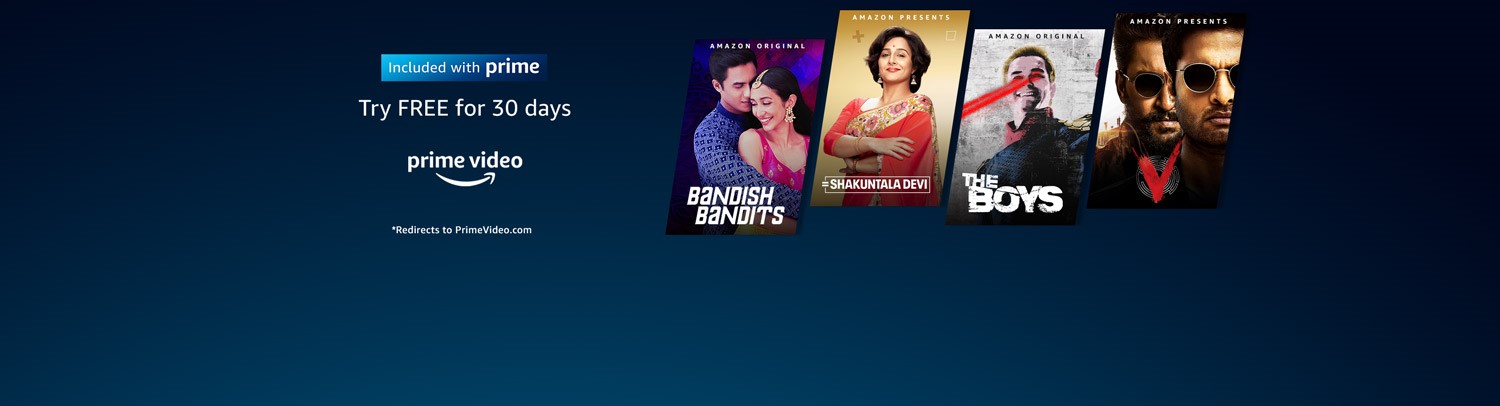 Included with prime
Try FREE for 30 days
prime video
*Redirects to PrimeVideo.com
AMAZON ORIGINAL
BANDISH
BANDITS
AMAZON PRESENTS
=SHAKUNTALA DEVI
AMAZON ORIGINAL
THE
BOYS
AMAZON PRESENTS
V